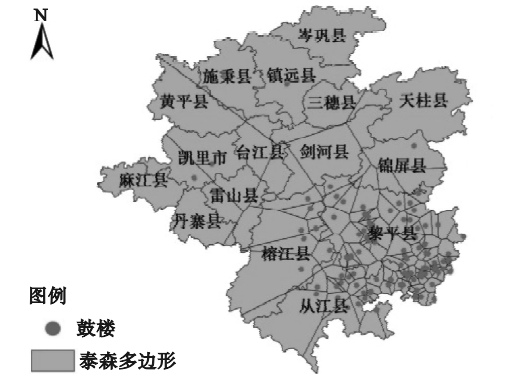 N
岑巩县
施秉县
镇远县
黄平县
三穗县
天柱县
凯里市
台江县
剑河县
锦屏县
麻江县
雷山县
丹寨县
黎平县
榕江县
从江县
图例
鼓楼
泰森多边形